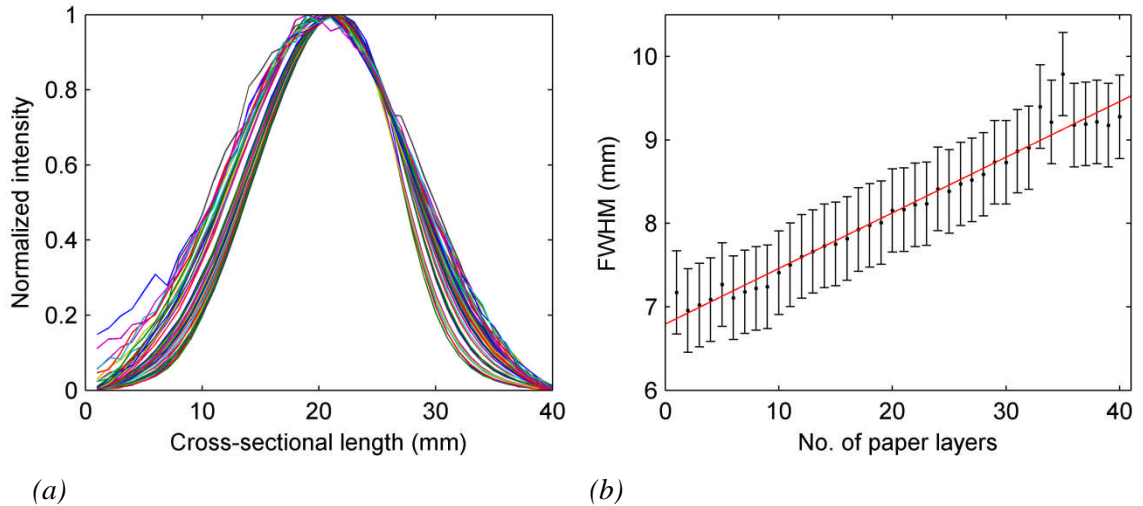 1
0.8
0.6
0.4
0.2
0
0 10 20 30 40
Normalized intensity
Cross-sectional length (mm)
10
9
8
7
6
0 10 20 30 40
FWHM (mm)
No. of paper layers
(a) (b)